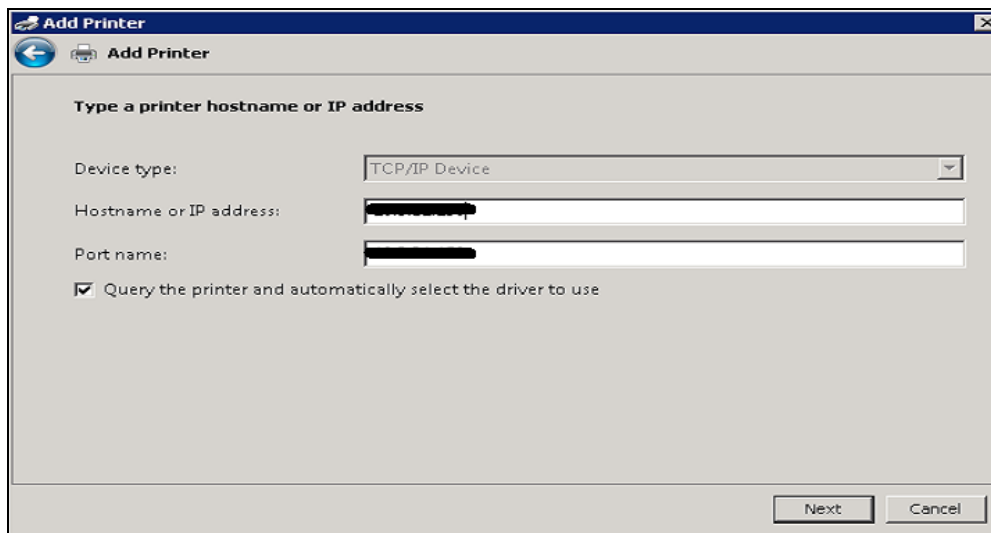 Add Printer
Add Printer
Type a printer hostname or IP address
Device type: TCP/IP Device
Hostname or IP address:
Port name:
Query the printer and automatically select the driver to use
Next Cancel